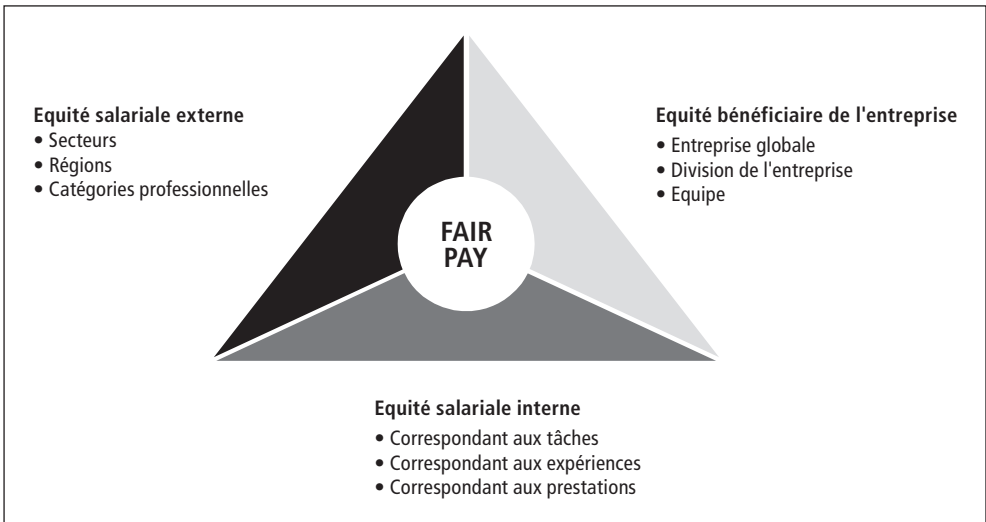 Equité salariale externe
• Secteurs
• Régions
• Catégories professionnelles
Equité bénéficiaire de l'entreprise
• Entreprise globale
• Division de l'entreprise
• Equipe
FAIR
PAY
Equité salariale interne
• Correspondant aux tâches
• Correspondant aux expériences
• Correspondant aux prestations